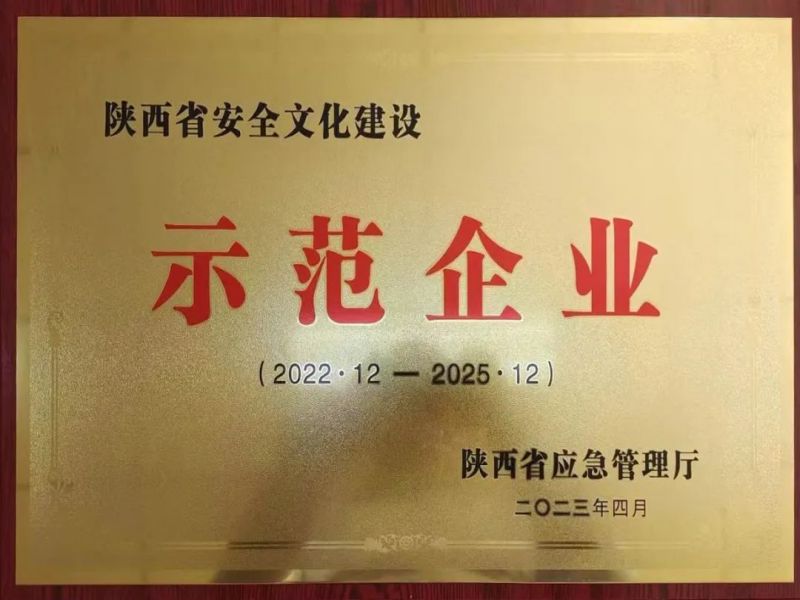 陕西省安全文化建设
示范企业
(2022·12 — 2025·12)
陕西省应急管理厅
二〇二三年四月